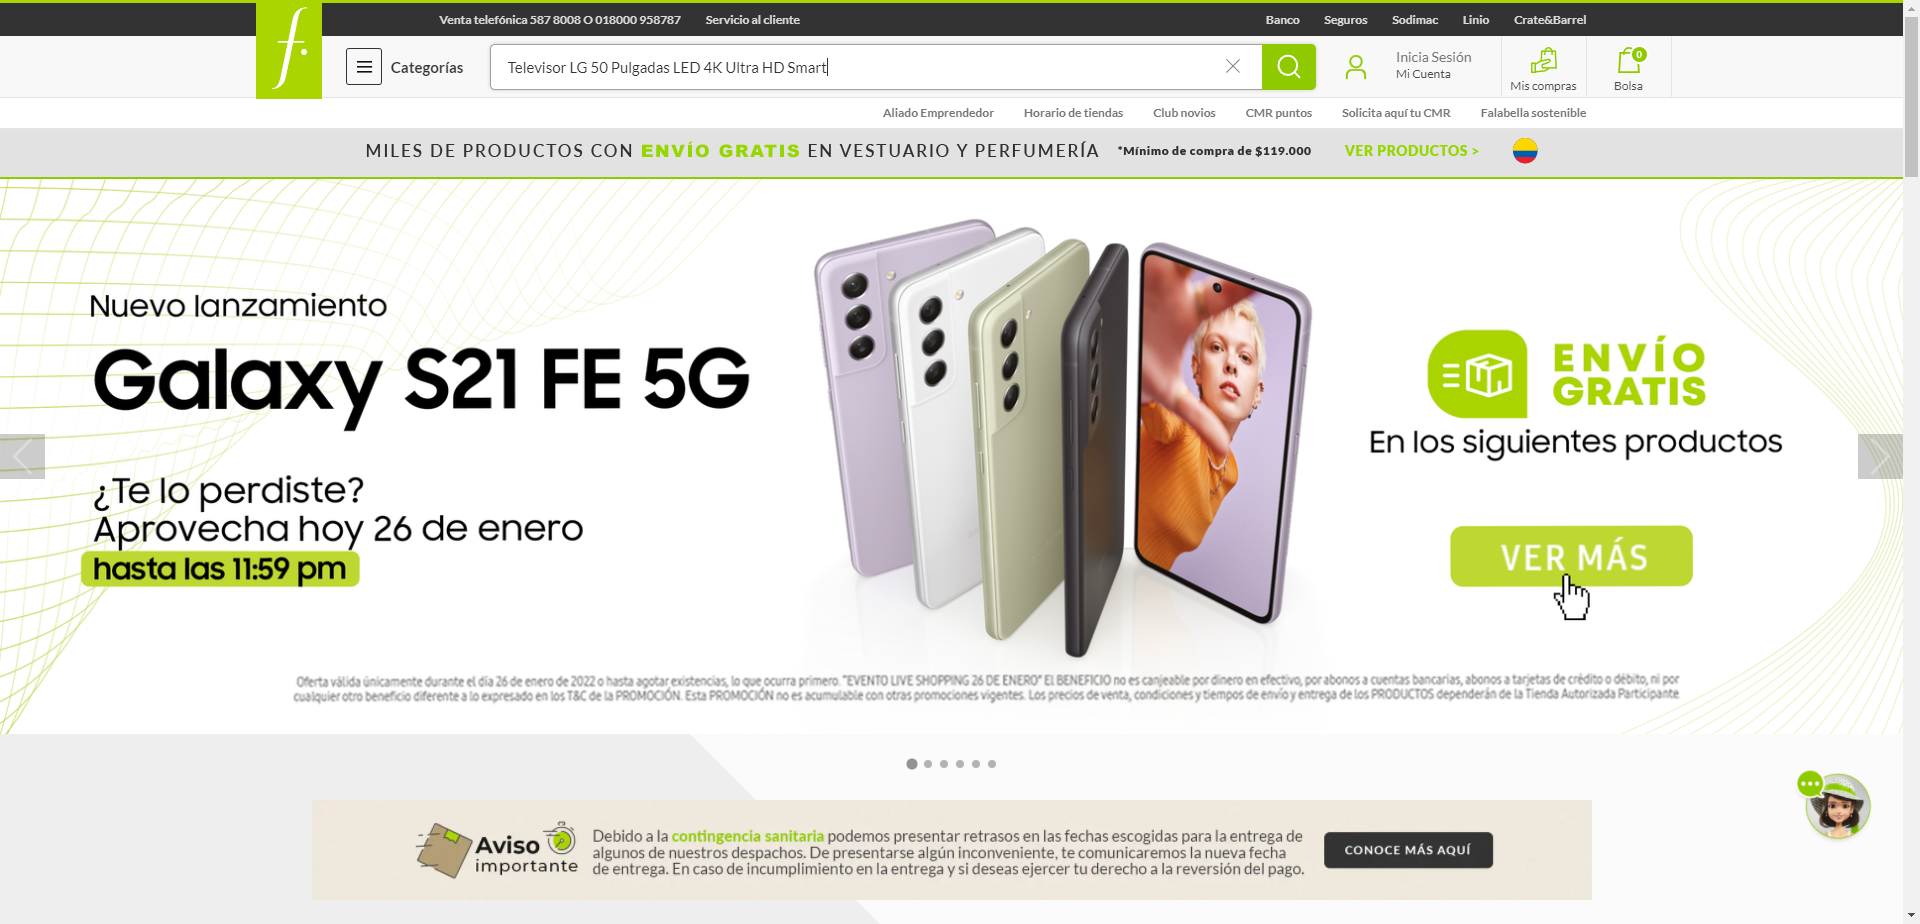 Venta telefónica 587 8008 O 018000 958787 Servicio al cliente Banco Seguros Sodimac Linio Crate&Barrel
f.
Categorías
Televisor LG 50 Pulgadas LED 4K Ultra HD Smart
Inicia Sesión
Mi Cuenta
Mis compras
0
Bolsa
Aliado Emprendedor Horario de tiendas Club novios CMR puntos Solicita aquí tu CMR Falabella sostenible
MILES DE PRODUCTOS CON ENVÍO GRATIS EN VESTUARIO Y PERFUMERÍA *Mínimo de compra de $119.000 VER PRODUCTOS >
Nuevo lanzamiento
Galaxy S21 FE 5G
¿Te lo perdiste?
Aprovecha hoy 26 de enero
hasta las 11:59 pm
ENVÍO
GRATIS
En los siguientes productos
VER MÁS
Oferta válida únicamente durante el día 26 de enero de 2022 o hasta agotar existencias, lo que ocurra primero. "EVENTO LIVE SHOPPING 26 DE ENERO" El BENEFICIO no es canjeable por dinero en efectivo, por abonos a cuentas bancarias, abonos a tarjetas de crédito o débito, ni por
cualquier otro beneficio diferente a lo expresado en los T&C de la PROMOCIÓN. Esta PROMOCIÓN no es acumulable con otras promociones vigentes. Los precios de venta, condiciones y tiempos de envío y entrega de los PRODUCTOS dependerán de la Tienda Autorizada Participante
Aviso
importante
Debido a la contingencia sanitaria podemos presentar retrasos en las fechas escogidas para la entrega de
algunos de nuestros despachos. De presentarse algún inconveniente, te comunicaremos la nueva fecha
de entrega. En caso de incumplimiento en la entrega y si deseas ejercer tu derecho a la reversión del pago.
CONOCE MÁS AQUÍ